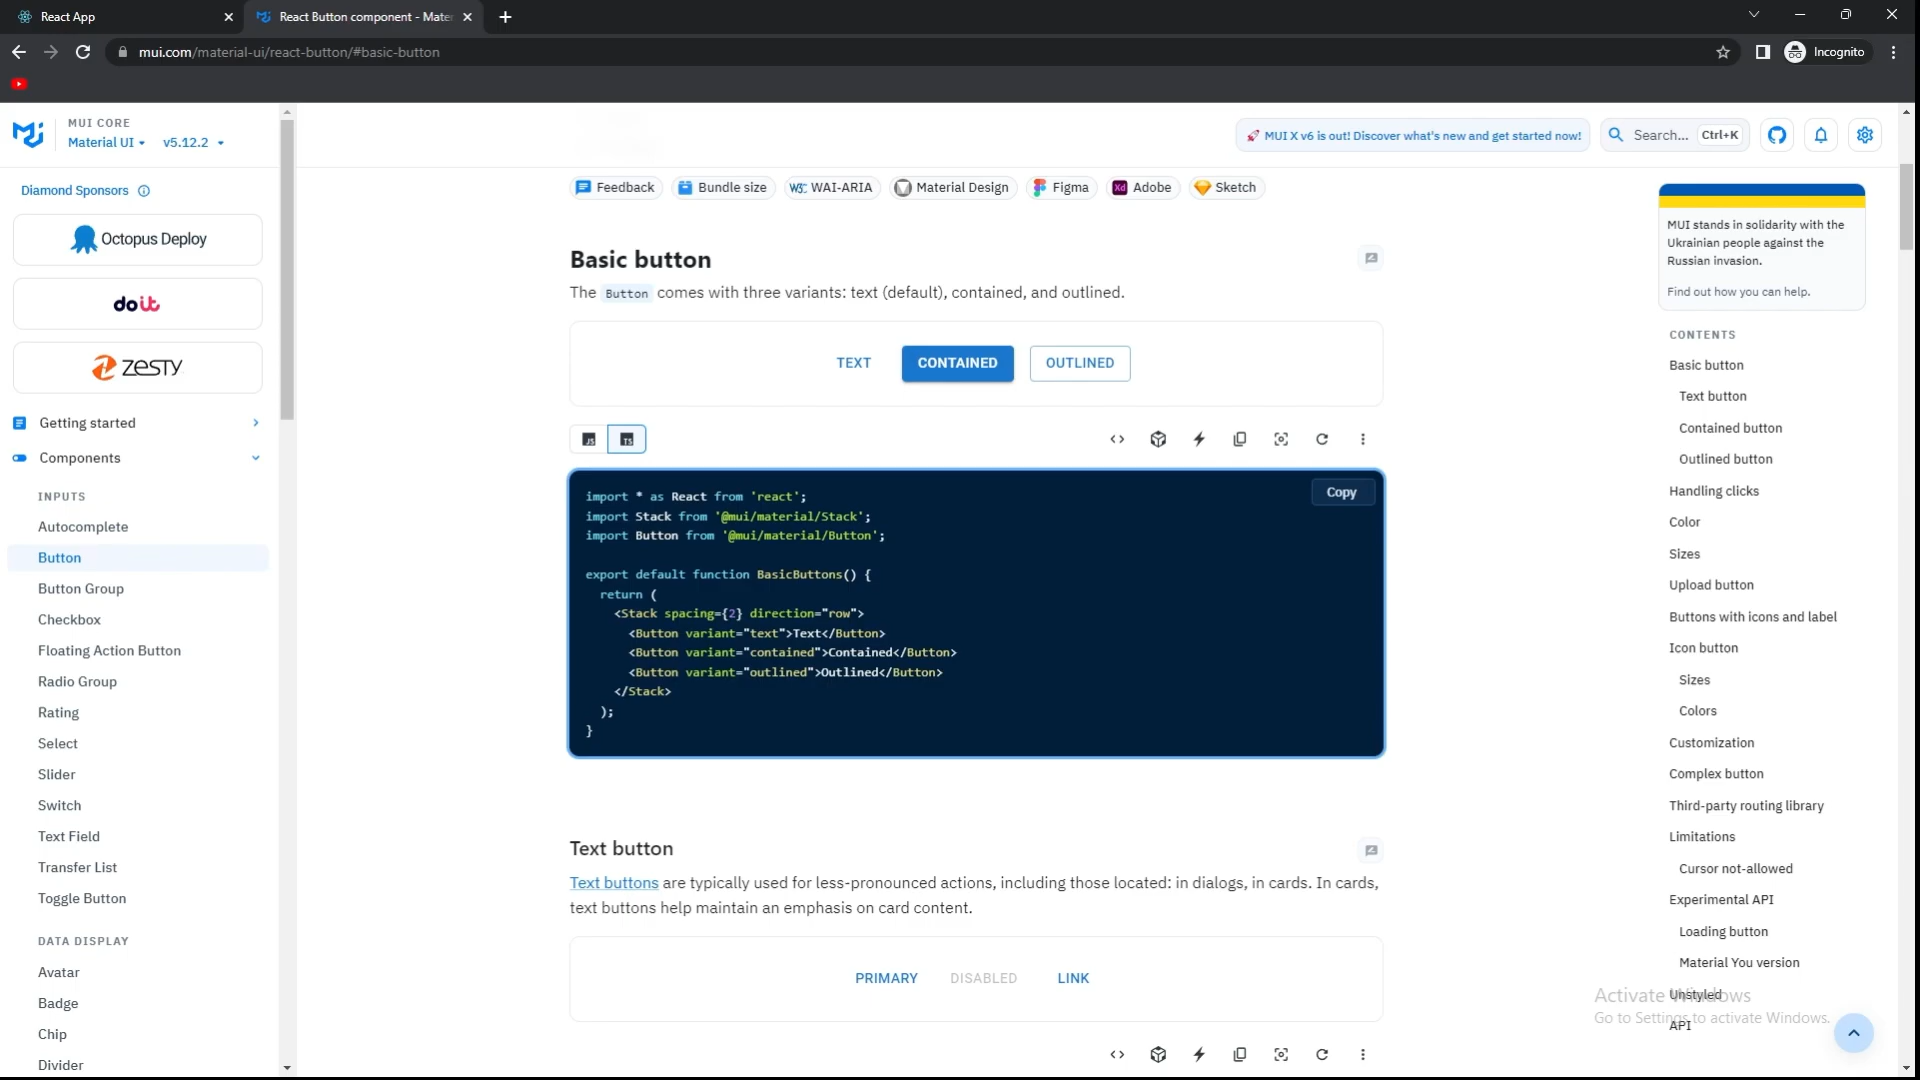 React App
React Button component - Mate
mui.com/material-ui/react-button/#basic-button
Incognito
MUI CORE
Material UI
v5.12.2
🚀 MUI X v6 is out! Discover what's new and get started now!
Search...
Ctrl+K
Diamond Sponsors
Octopus Deploy
doit
ZESTY
Getting started
Components
INPUTS
Autocomplete
Button
Button Group
Checkbox
Floating Action Button
Radio Group
Rating
Select
Slider
Switch
Text Field
Transfer List
Toggle Button
DATA DISPLAY
Avatar
Badge
Chip
Divider
Feedback
Bundle size
W3C WAI-ARIA
Material Design
Figma
Xd Adobe
Sketch
Basic button
The Button comes with three variants: text (default), contained, and outlined.
TEXT
CONTAINED
OUTLINED
JS
TS
Copy
import * as React from 'react';
import Stack from '@mui/material/Stack';
import Button from '@mui/material/Button';
export default function BasicButtons() {
return (
<Stack spacing={2} direction="row">
<Button variant="text">Text</Button>
<Button variant="contained">Contained</Button>
<Button variant="outlined">Outlined</Button>
</Stack>
);
}
Text button
Text buttons are typically used for less-pronounced actions, including those located: in dialogs, in cards. In cards,
text buttons help maintain an emphasis on card content.
PRIMARY
DISABLED
LINK
MUI stands in solidarity with the
Ukrainian people against the
Russian invasion.
Find out how you can help.
CONTENTS
Basic button
Text button
Contained button
Outlined button
Handling clicks
Color
Sizes
Upload button
Buttons with icons and label
Icon button
Sizes
Colors
Customization
Complex button
Third-party routing library
Limitations
Cursor not-allowed
Experimental API
Loading button
Material You version
Unstyled
API
Activate Windows
Go to Settings to activate Windows.